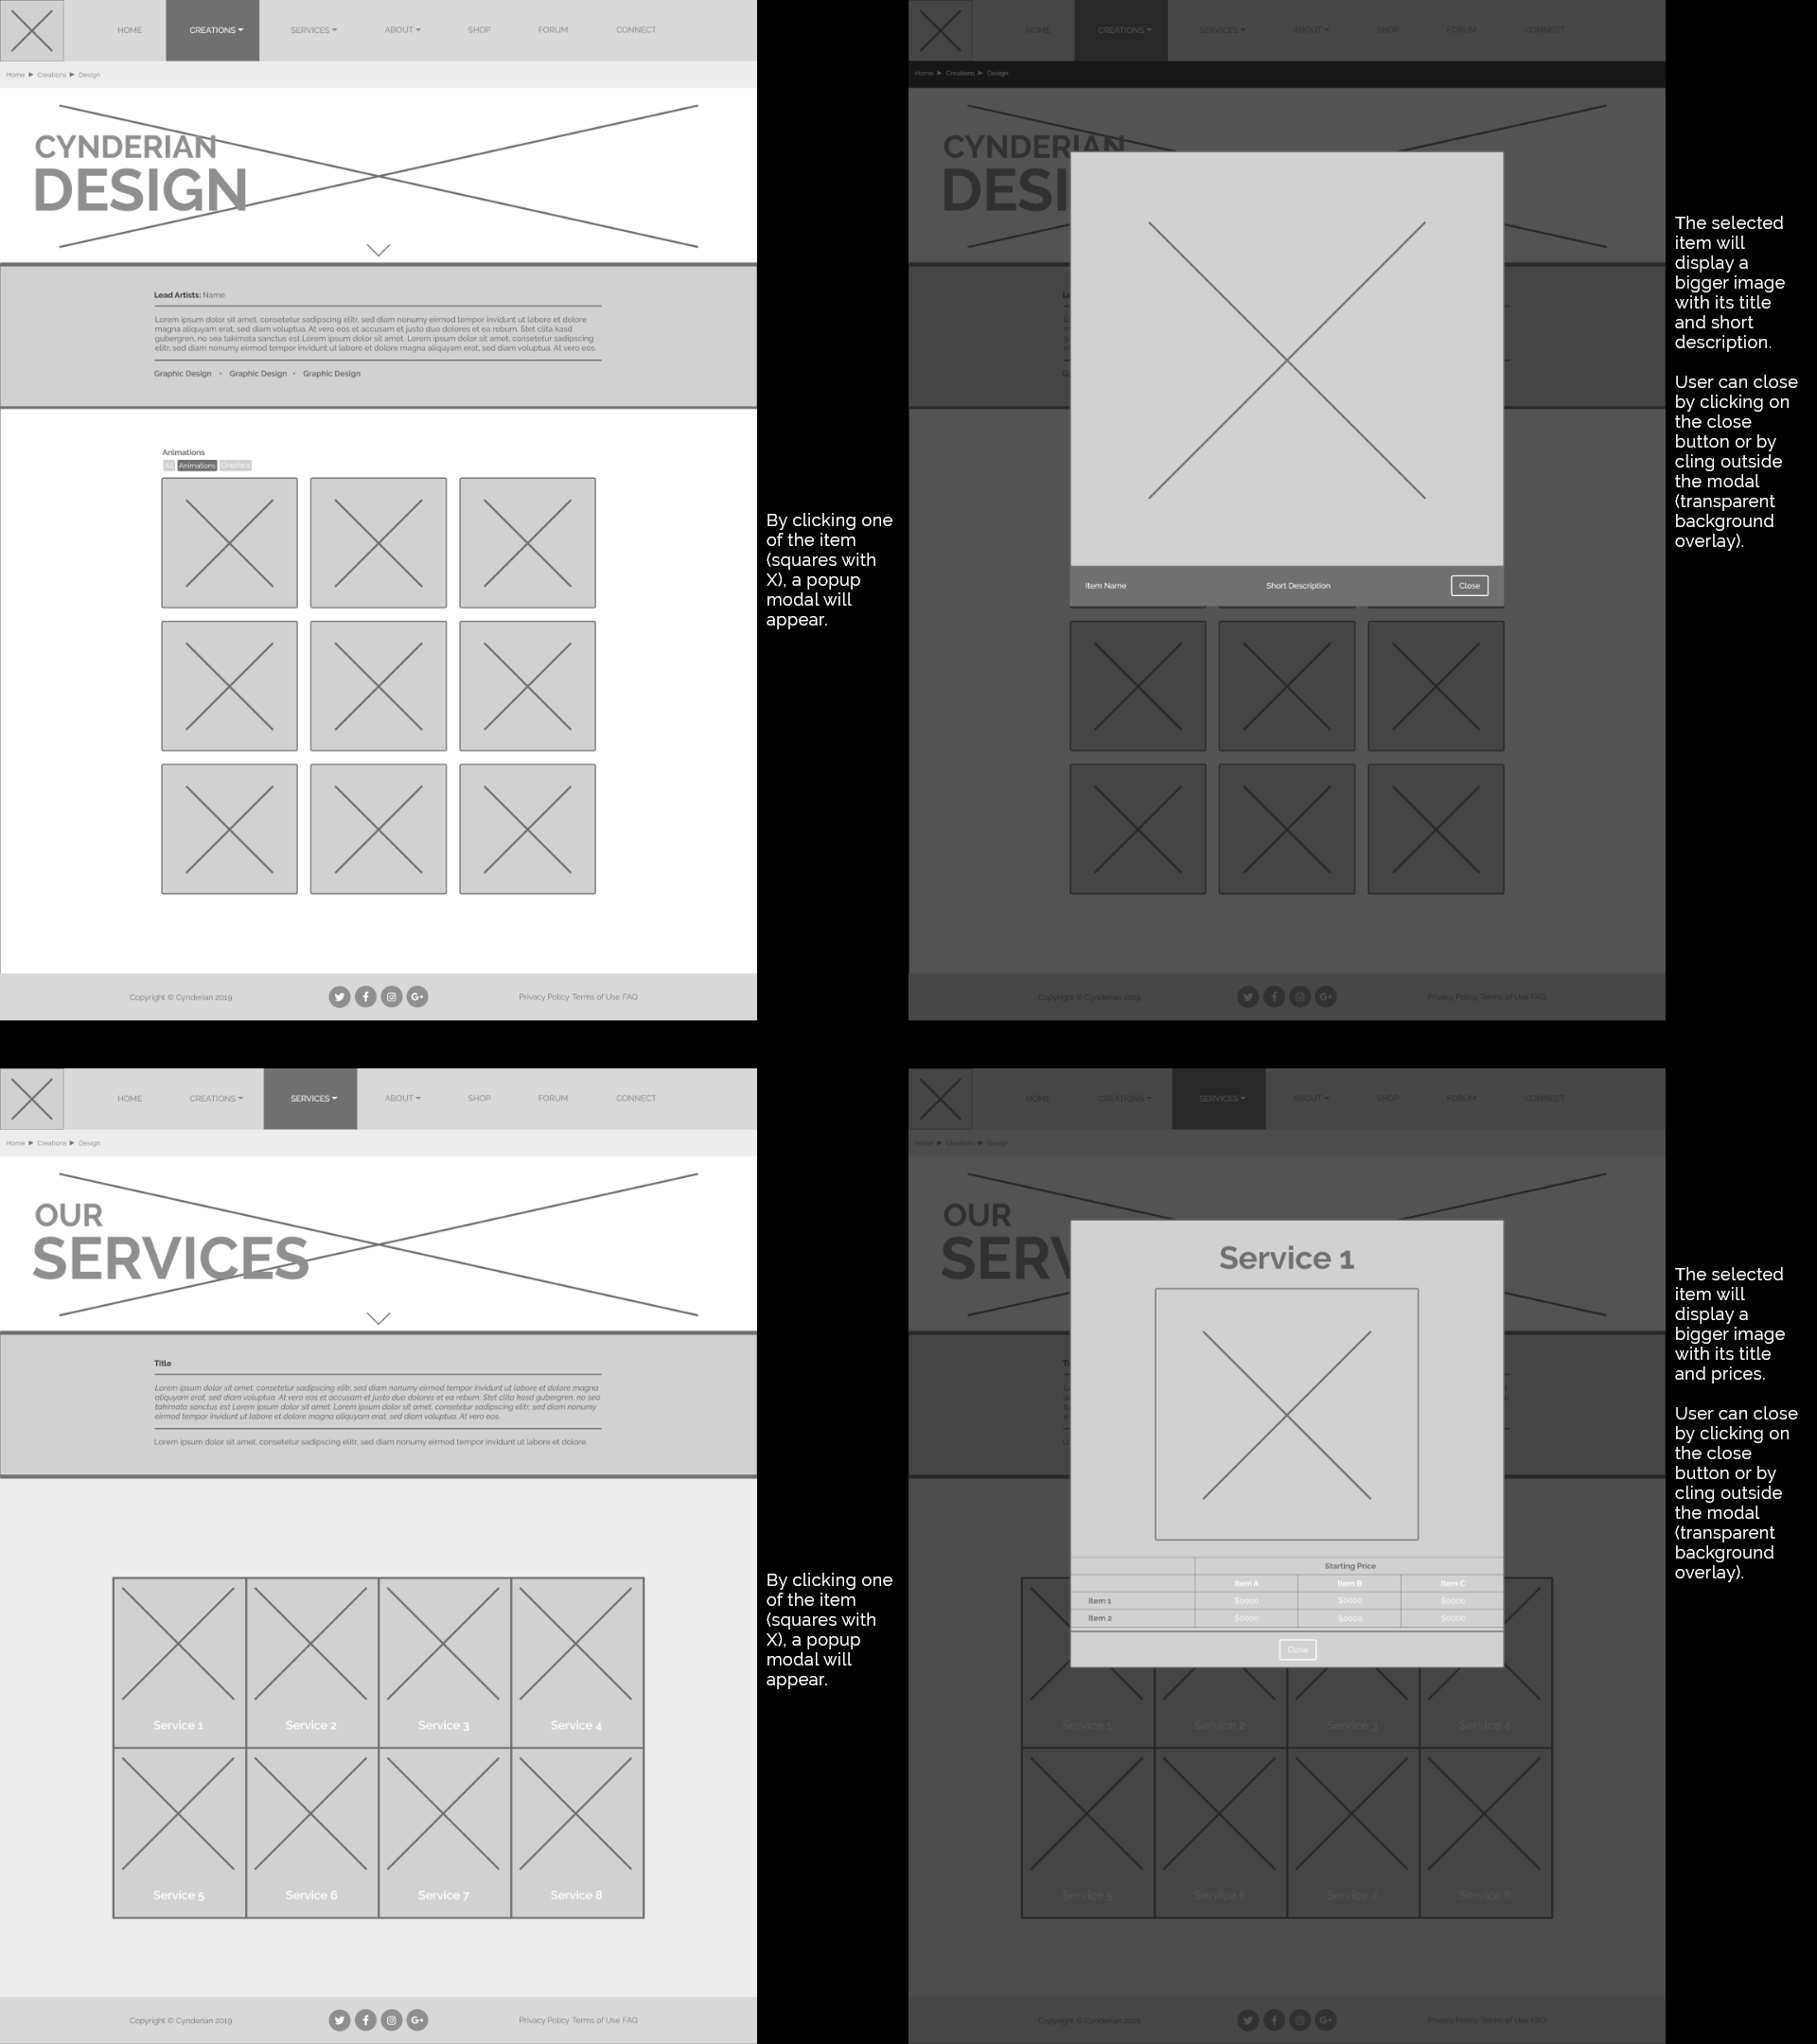 HOME CREATIONS SERVICES ABOUT SHOP FORUM CONNECT
Home ► Creations ► Design
CYNDERIAN
DESIGN
Lead Artists: Name
Lorem ipsum dolor sit amet, consetetur sadipscing elitr, sed diam nonumy eirmod tempor invidunt ut labore et dolore
magna aliquyam erat, sed diam voluptua. At vero eos et accusam et justo duo dolores et ea rebum. Stet clita kasd
gubergren, no sea takimata sanctus est Lorem ipsum dolor sit amet. Lorem ipsum dolor sit amet, consetetur sadipscing
elitr, sed diam nonumy eirmod tempor invidunt ut labore et dolore magna aliquyam erat, sed diam voluptua. At vero eos.
Graphic Design • Graphic Design • Graphic Design
Animations
All Animations Graphics
Copyright © Cynderian 2019
Privacy Policy Terms of Use FAQ
By clicking one
of the item
(squares with
X), a popup
modal will
appear.
HOME CREATIONS SERVICES ABOUT SHOP FORUM CONNECT
Home ► Creations ► Design
CYNDERIAN
DESI
Item Name
Short Description
Close
Copyright © Cynderian 2019
Privacy Policy Terms of Use FAQ
The selected
item will
display a
bigger image
with its title
and short
description.
User can close
by clicking on
the close
button or by
cling outside
the modal
(transparent
background
overlay).
HOME CREATIONS SERVICES ABOUT SHOP FORUM CONNECT
Home ► Creations ► Design
OUR
SERVICES
Title
Lorem ipsum dolor sit amet, consetetur sadipscing elitr, sed diam nonumy eirmod tempor invidunt ut labore et dolore magna
aliquyam erat, sed diam voluptua. At vero eos et accusam et justo duo dolores et ea rebum. Stet clita kasd gubergren, no sea
takimata sanctus est Lorem ipsum dolor sit amet. Lorem ipsum dolor sit amet, consetetur sadipscing elitr, sed diam nonumy
eirmod tempor invidunt ut labore et dolore magna aliquyam erat, sed diam voluptua. At vero eos.
Lorem ipsum dolor sit amet, consetetur sadipscing elitr, sed diam nonumy eirmod tempor invidunt ut labore et dolore.
Service 1 Service 2 Service 3 Service 4
Service 5 Service 6 Service 7 Service 8
Copyright © Cynderian 2019
Privacy Policy Terms of Use FAQ
By clicking one
of the item
(squares with
X), a popup
modal will
appear.
HOME CREATIONS SERVICES ABOUT SHOP FORUM CONNECT
Home ► Creations ► Design
OUR
SERV
Service 1
Starting Price
Item A Item B Item C
Item 1 $0000 $0000 $0000
Item 2 $0000 $0000 $0000
Close
Service 1 Service 2 Service 3 Service 4
Service 5 Service 6 Service 7 Service 8
Copyright © Cynderian 2019
Privacy Policy Terms of Use FAQ
The selected
item will
display a
bigger image
with its title
and prices.
User can close
by clicking on
the close
button or by
cling outside
the modal
(transparent
background
overlay).